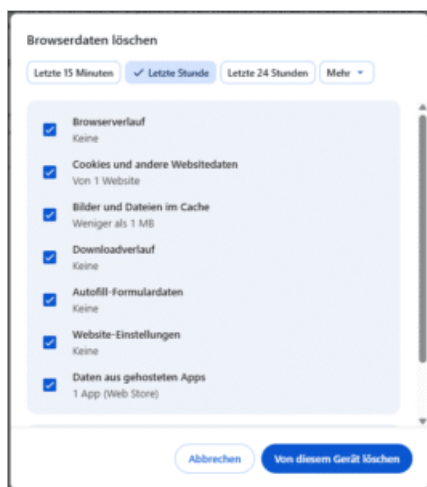 Browserdaten löschen
Letzte 15 Minuten Letzte Stunde Letzte 24 Stunden Mehr
Browserverlauf
Keine
Cookies und andere Websitedaten
Von 1 Website
Bilder und Dateien im Cache
Weniger als 1 MB
Downloadverlauf
Keine
Autofill-Formulardaten
Keine
Website-Einstellungen
Keine
Daten aus gehosteten Apps
1 App (Web Store)
Abbrechen Von diesem Gerät löschen